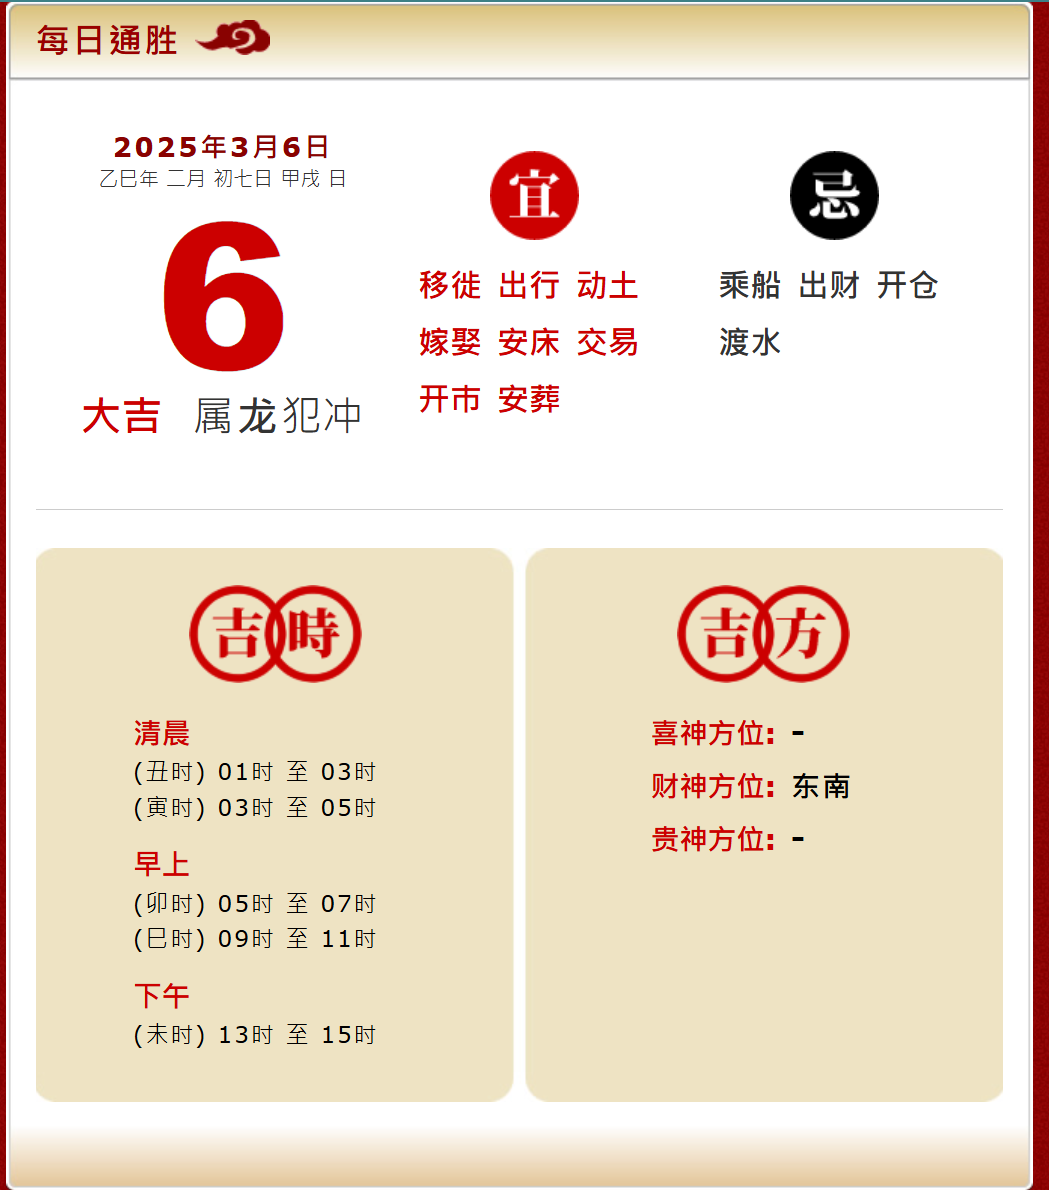 每日通胜
2025年3月6日
乙巳年 二月 初七日 甲戌 日
6
大吉 属龙犯冲
宜
移徙 出行 动土
嫁娶 安床 交易
开市 安葬
忌
乘船 出财 开仓
渡水
吉時
清晨
(丑时) 01时 至 03时
(寅时) 03时 至 05时
早上
(卯时) 05时 至 07时
(巳时) 09时 至 11时
下午
(未时) 13时 至 15时
吉方
喜神方位: -
财神方位: 东南
贵神方位: -